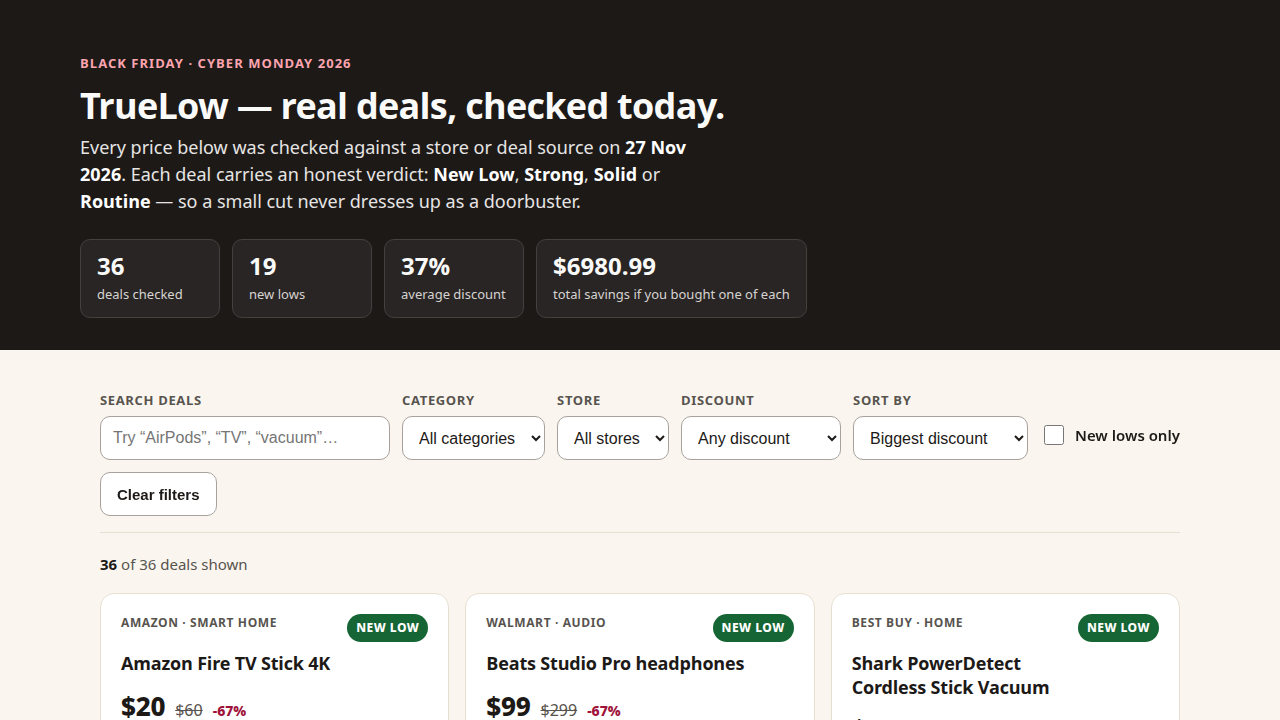 BLACK FRIDAY · CYBER MONDAY 2026
TrueLow — real deals, checked today.
Every price below was checked against a store or deal source on 27 Nov
2026. Each deal carries an honest verdict: New Low, Strong, Solid or
Routine — so a small cut never dresses up as a doorbuster.
36
deals checked
19
new lows
37%
average discount
$6980.99
total savings if you bought one of each
SEARCH DEALS
Try “AirPods”, “TV”, “vacuum”…
CATEGORY
All categories
STORE
All stores
DISCOUNT
Any discount
SORT BY
Biggest discount
New lows only
Clear filters
36 of 36 deals shown
AMAZON · SMART HOME
NEW LOW
Amazon Fire TV Stick 4K
$20 $60 -67%
WALMART · AUDIO
NEW LOW
Beats Studio Pro headphones
$99 $299 -67%
BEST BUY · HOME
NEW LOW
Shark PowerDetect
Cordless Stick Vacuum